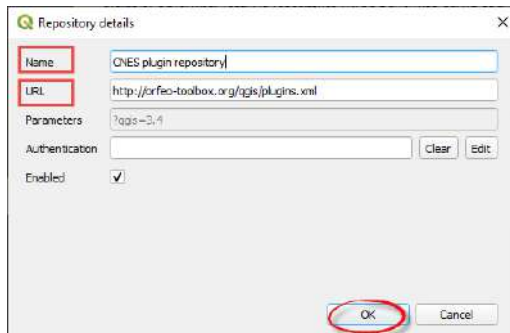 Repository details
Name CNES plugin repository
URL http://orfeo-toolbox.org/qgis/plugins.xml
Parameters ?qgis=3.4
Authentication Clear Edit
Enabled
OK Cancel